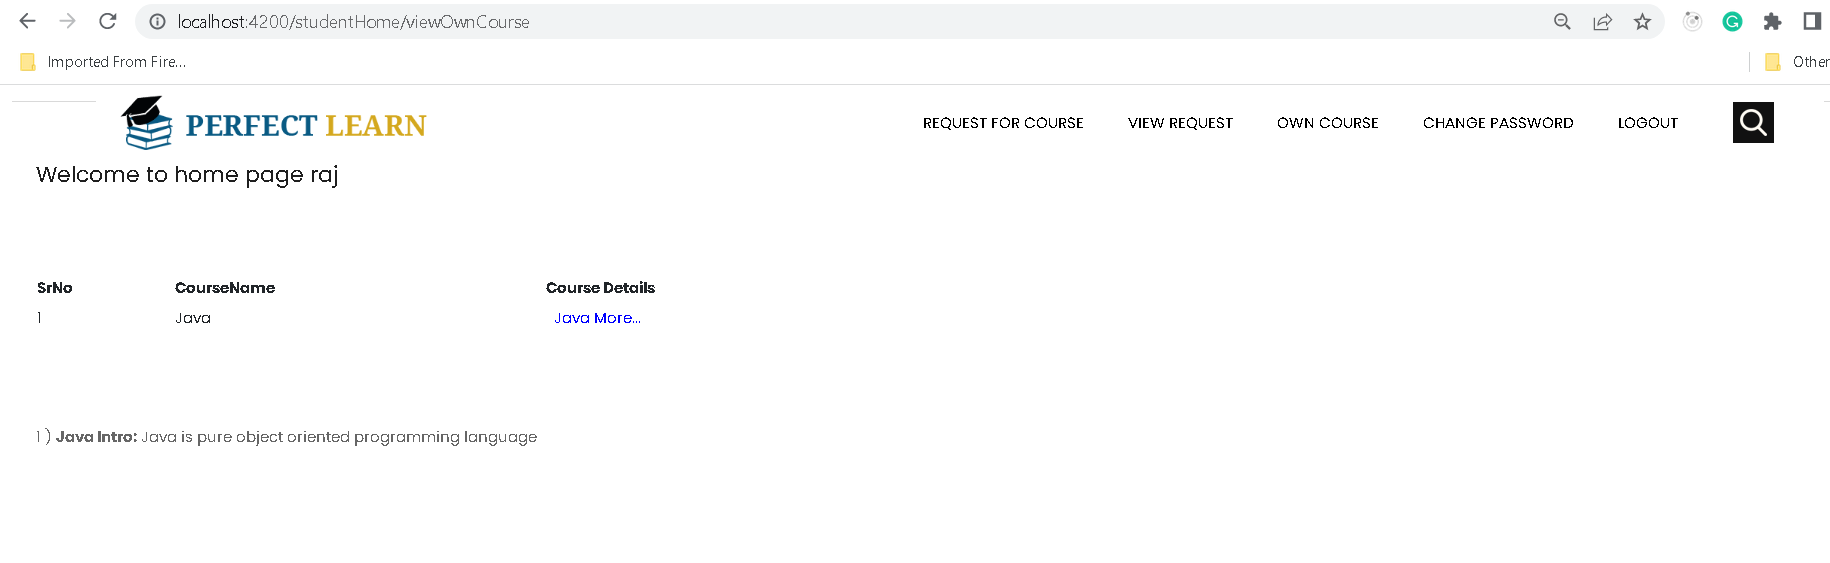 localhost:4200/studentHome/viewOwnCourse
Imported From Fire...
Other
PERFECT LEARN REQUEST FOR COURSE VIEW REQUEST OWN COURSE CHANGE PASSWORD LOGOUT
Welcome to home page raj
SrNo CourseName Course Details
1 Java Java More...
1 ) Java Intro: Java is pure object oriented programming language